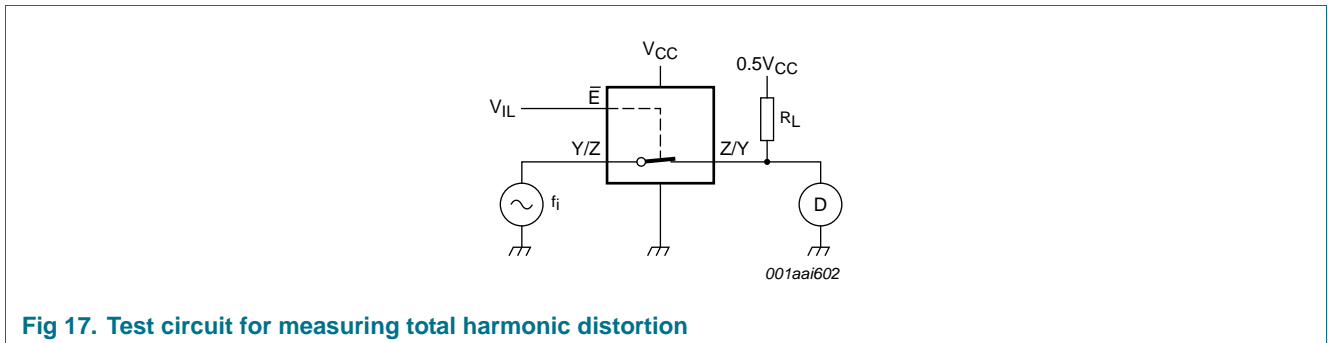 VCC
0.5VCC
E̅
VIL
RL
Y/Z
Z/Y
fi
D
001aai602
Fig 17. Test circuit for measuring total harmonic distortion